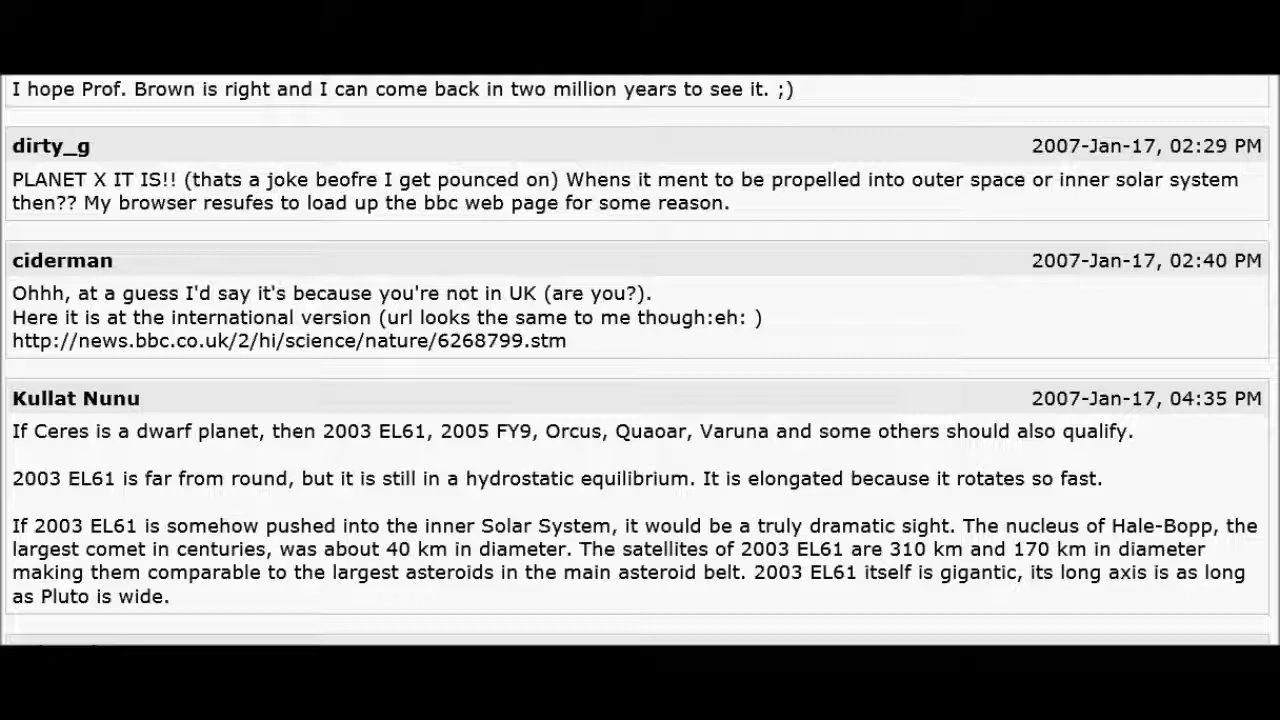 I hope Prof. Brown is right and I can come back in two million years to see it. ;)
dirty_g 2007-Jan-17, 02:29 PM
PLANET X IT IS!! (thats a joke beofre I get pounced on) Whens it ment to be propelled into outer space or inner solar system
then?? My browser resufes to load up the bbc web page for some reason.
ciderman 2007-Jan-17, 02:40 PM
Ohhh, at a guess I'd say it's because you're not in UK (are you?).
Here it is at the international version (url looks the same to me though:eh: )
http://news.bbc.co.uk/2/hi/science/nature/6268799.stm
Kullat Nunu 2007-Jan-17, 04:35 PM
If Ceres is a dwarf planet, then 2003 EL61, 2005 FY9, Orcus, Quaoar, Varuna and some others should also qualify.
2003 EL61 is far from round, but it is still in a hydrostatic equilibrium. It is elongated because it rotates so fast.
If 2003 EL61 is somehow pushed into the inner Solar System, it would be a truly dramatic sight. The nucleus of Hale-Bopp, the
largest comet in centuries, was about 40 km in diameter. The satellites of 2003 EL61 are 310 km and 170 km in diameter
making them comparable to the largest asteroids in the main asteroid belt. 2003 EL61 itself is gigantic, its long axis is as long
as Pluto is wide.